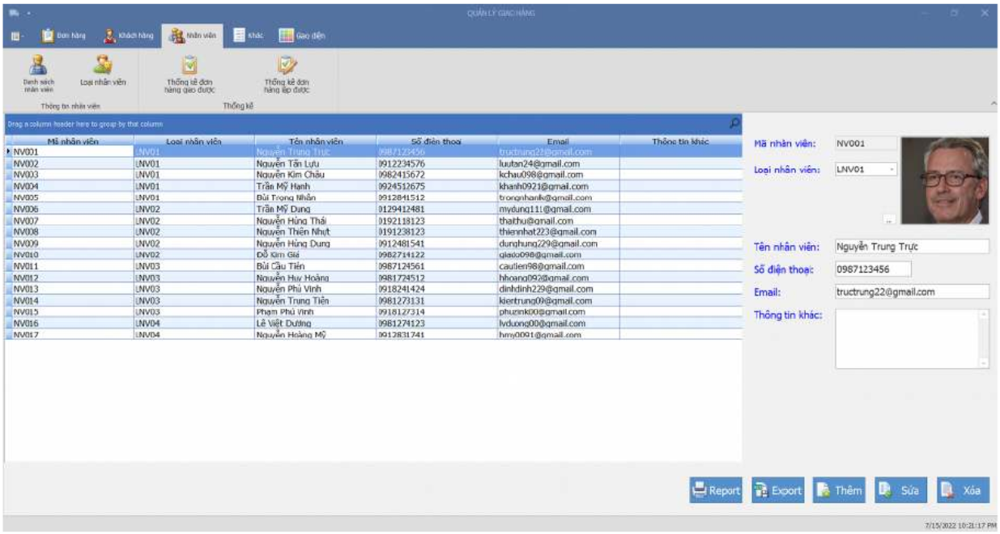 QUẢN LÝ GIAO HÀNG
Đơn hàng Khách hàng Nhân viên Khác Giao diện
Danh sách nhân viên
Loại nhân viên
Thống kê đơn hàng giao được
Thống kê đơn hàng lập được
Thông tin nhân viên Thống kê
Drag a column header here to group by that column
Mã nhân viên Loại nhân viên Tên nhân viên Số điện thoại Email Thông tin khác
NV001 LNV01 Nguyễn Trung Trực 0987123456 tructrung22@gmail.com
NV002 LNV01 Nguyễn Tấn Lựu 0912234576 luutan24@gmail.com
NV003 LNV01 Nguyễn Kim Châu 0982415672 kchau098@gmail.com
NV004 LNV01 Trần Mỹ Hạnh 0924512675 khanh0921@gmail.com
NV005 LNV01 Bùi Trọng Nhân 0912841512 trongnhank@gmail.com
NV006 LNV02 Trần Mỹ Dung 0129412481 mydung111@gmail.com
NV007 LNV02 Nguyễn Hùng Thái 0192118123 thaithu@gmail.com
NV008 LNV02 Nguyễn Thiên Nhựt 0191238123 thiennhat223@gmail.com
NV009 LNV02 Nguyễn Hùng Dung 0912481541 dunghung229@gmail.com
NV010 LNV02 Đỗ Kim Giá 0982714122 giado098@gmail.com
NV011 LNV03 Bùi Cầu Tiến 0987124561 cautien98@gmail.com
NV012 LNV03 Nguyễn Huy Hoàng 0981724512 hhoang092@gmail.com
NV013 LNV03 Nguyễn Phú Vinh 0918241424 dinhdinh229@gmail.com
NV014 LNV03 Nguyễn Trung Tiễn 0981273131 kientrung09@gmail.com
NV015 LNV03 Phạm Phú Vinh 0918127314 phuzink00@gmail.com
NV016 LNV04 Lê Việt Dương 0981274123 lvduong00@gmail.com
NV017 LNV04 Nguyễn Hoàng Mỹ 0912831741 hmy0091@gmail.com
Mã nhân viên: NV001
Loại nhân viên: LNV01
...
Tên nhân viên: Nguyễn Trung Trực
Số điện thoại: 0987123456
Email: tructrung22@gmail.com
Thông tin khác:
Report Export Thêm Sửa Xóa
7/15/2022 10:21:17 PM